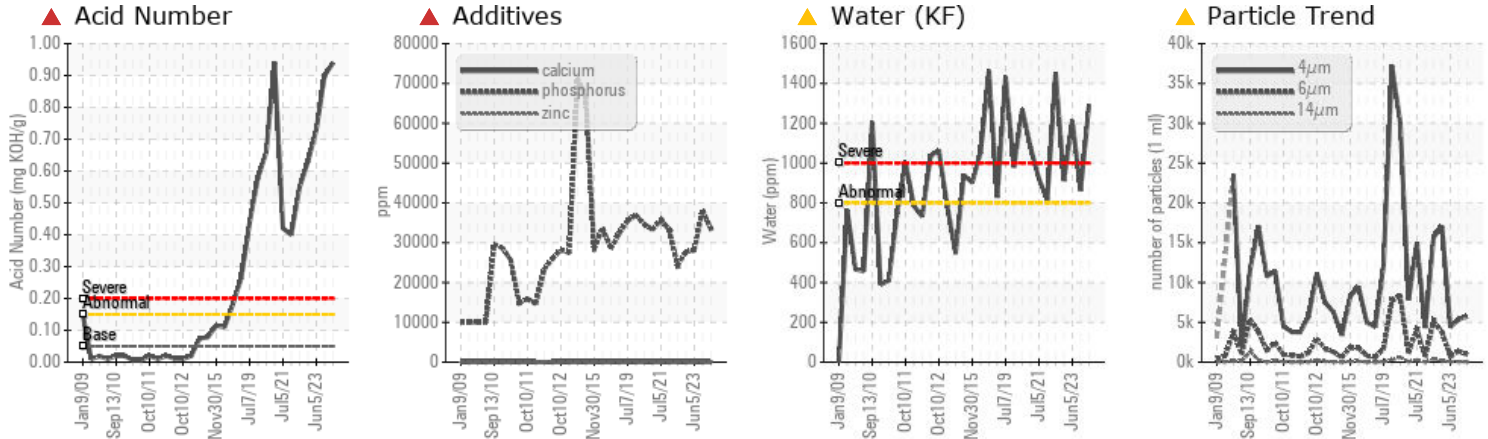 Acid Number
1.00
0.90
0.80
0.70
0.60
0.50
0.40
0.30
0.20
0.10
0.00
Acid Number (mg KOH/g)
Severe
Abnormal
Base
Jan9/09
Sep13/10
Oct10/11
Oct10/12
Nov30/15
Jul7/19
Jul5/21
Jun5/23
Additives
80000
70000
60000
50000
40000
30000
20000
10000
0
ppm
calcium
phosphorus
zinc
Jan9/09
Sep13/10
Oct10/11
Oct10/12
Nov30/15
Jul7/19
Jul5/21
Jun5/23
Water (KF)
1600
1400
1200
1000
800
600
400
200
0
Water (ppm)
Severe
Abnormal
Jan9/09
Sep13/10
Oct10/11
Oct10/12
Nov30/15
Jul7/19
Jul5/21
Jun5/23
Particle Trend
40k
35k
30k
25k
20k
15k
10k
5k
0k
number of particles (1 ml)
4µm
6µm
14µm
Jan9/09
Sep13/10
Oct10/11
Oct10/12
Nov30/15
Jul7/19
Jul5/21
Jun5/23